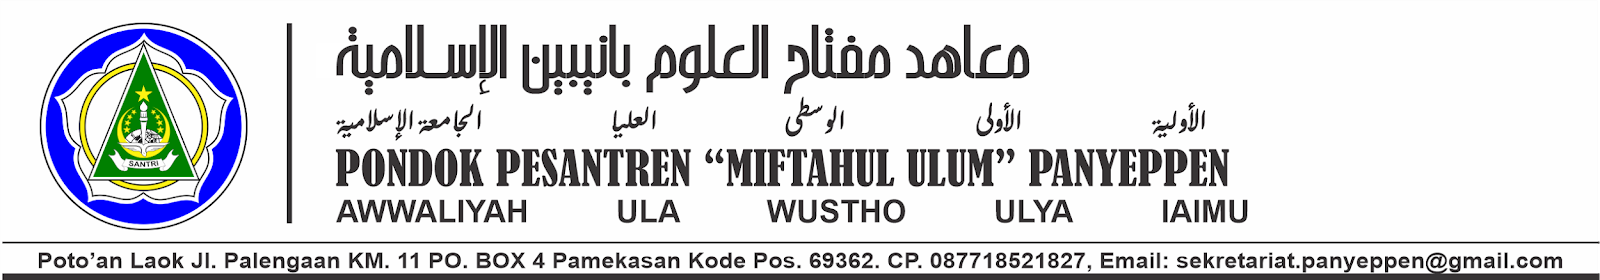 معاهد مفتاح العلوم بانيبين الإسلامية
الأولية الأولى الوسطى العليا الجامعة الإسلامية
PONDOK PESANTREN “MIFTAHUL ULUM” PANYEPPEN
AWWALIYAH ULA WUSTHO ULYA IAIMU
SANTRI
Poto’an Laok Jl. Palengaan KM. 11 PO. BOX 4 Pamekasan Kode Pos. 69362. CP. 087718521827, Email: sekretariat.panyeppen@gmail.com